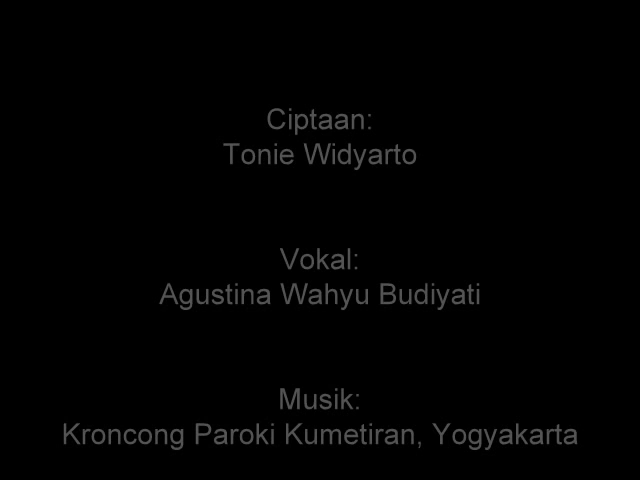 Ciptaan:
Tonie Widyarto
Vokal:
Agustina Wahyu Budiyati
Musik:
Kroncong Paroki Kumetiran, Yogyakarta